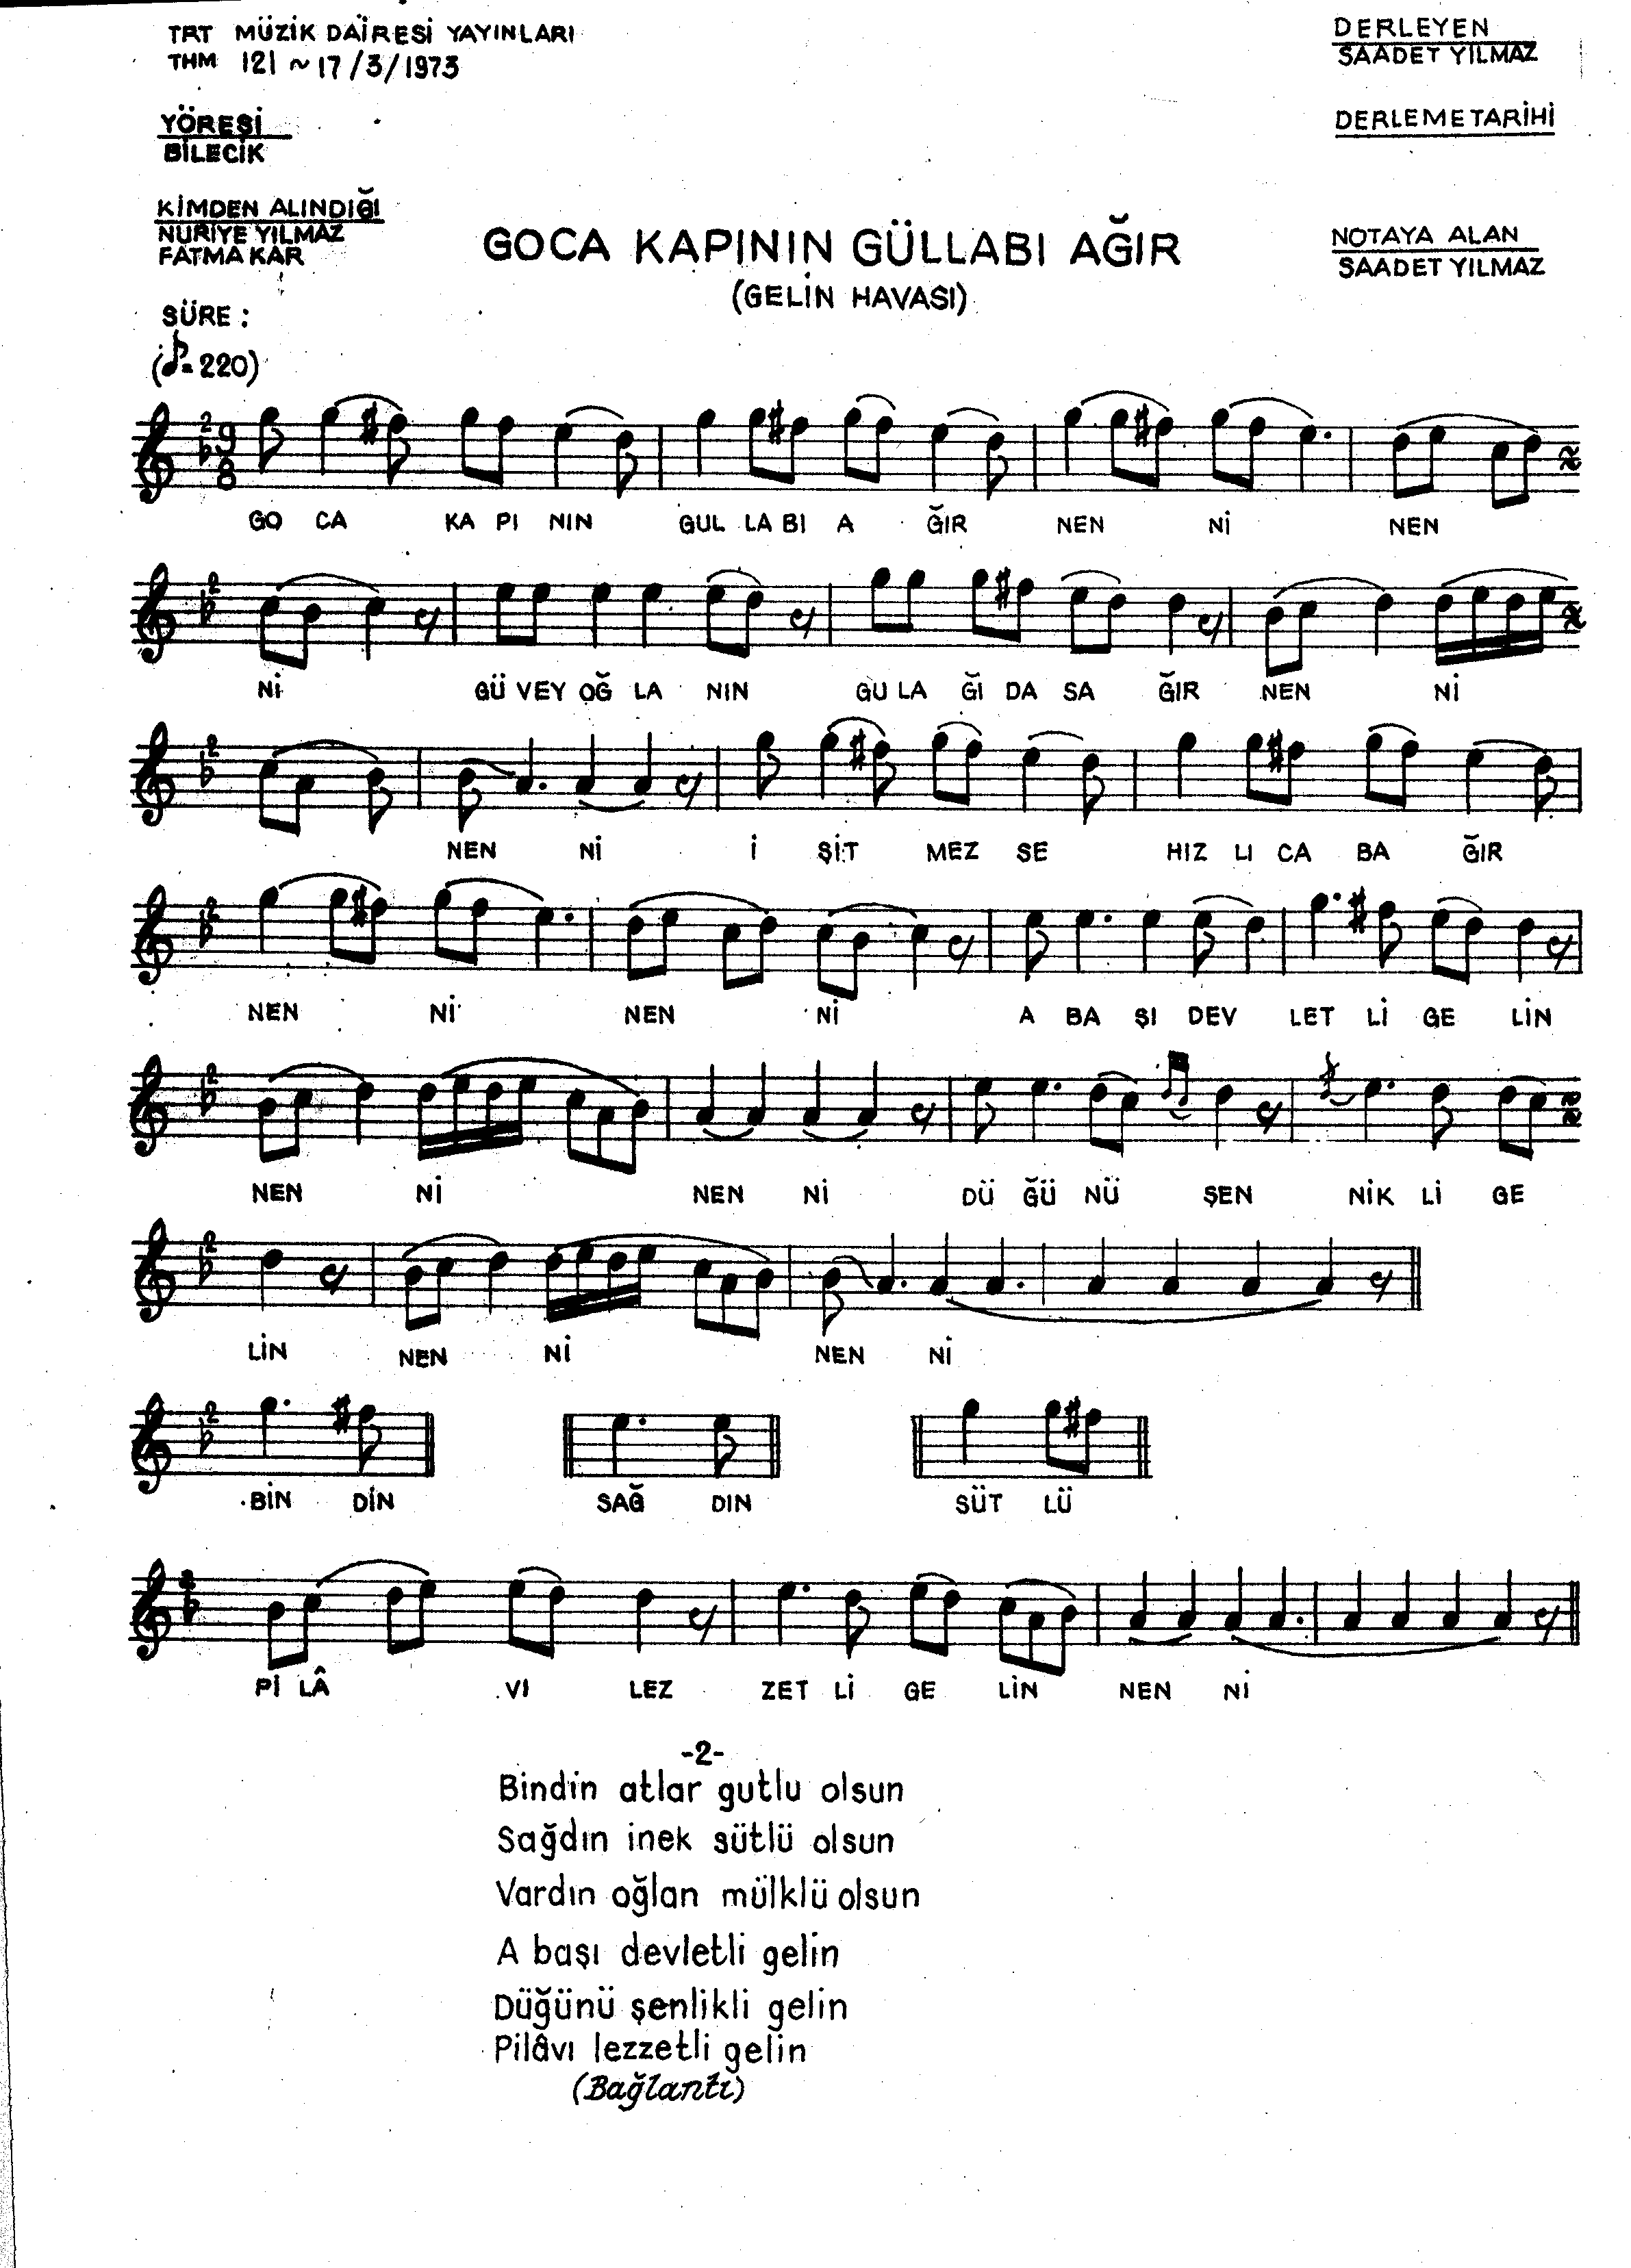 TRT MÜZİK DAİRESİ YAYINLARI
THM 121 ~ 17/3/1973
DERLEYEN
SAADET YILMAZ
YÖRESİ
BİLECİK
DERLEME TARİHİ
KİMDEN ALINDIĞI
NURİYE YILMAZ
FATMA KAR
GOCA KAPININ GÜLLABI AĞIR
(GELİN HAVASI)
NOTAYA ALAN
SAADET YILMAZ
SÜRE :
(♪=220)
GO CA KA PI NIN GUL LA BI A ĞIR NEN Nİ NEN
Nİ GÜ VEY OĞ LA NIN GU LA ĞI DA SA ĞIR NEN Nİ
NEN Nİ İ ŞİT MEZ SE HIZ LI CA BA ĞIR
NEN Nİ NEN Nİ A BA ŞI DEV LET Lİ GE LİN
NEN Nİ NEN Nİ DÜ ĞÜ NÜ ŞEN NİK Lİ GE
LİN NEN Nİ NEN Nİ
BİN DİN SAĞ DIN SÜT LÜ
Pİ LÂ VI LEZ ZET Lİ GE LİN NEN Nİ
-2-
Bindin atlar gutlu olsun
Sağdın inek sütlü olsun
Vardın oğlan mülklü olsun
A başı devletli gelin
Düğünü şenlikli gelin
Pilâvı lezzetli gelin
(Bağlantı)